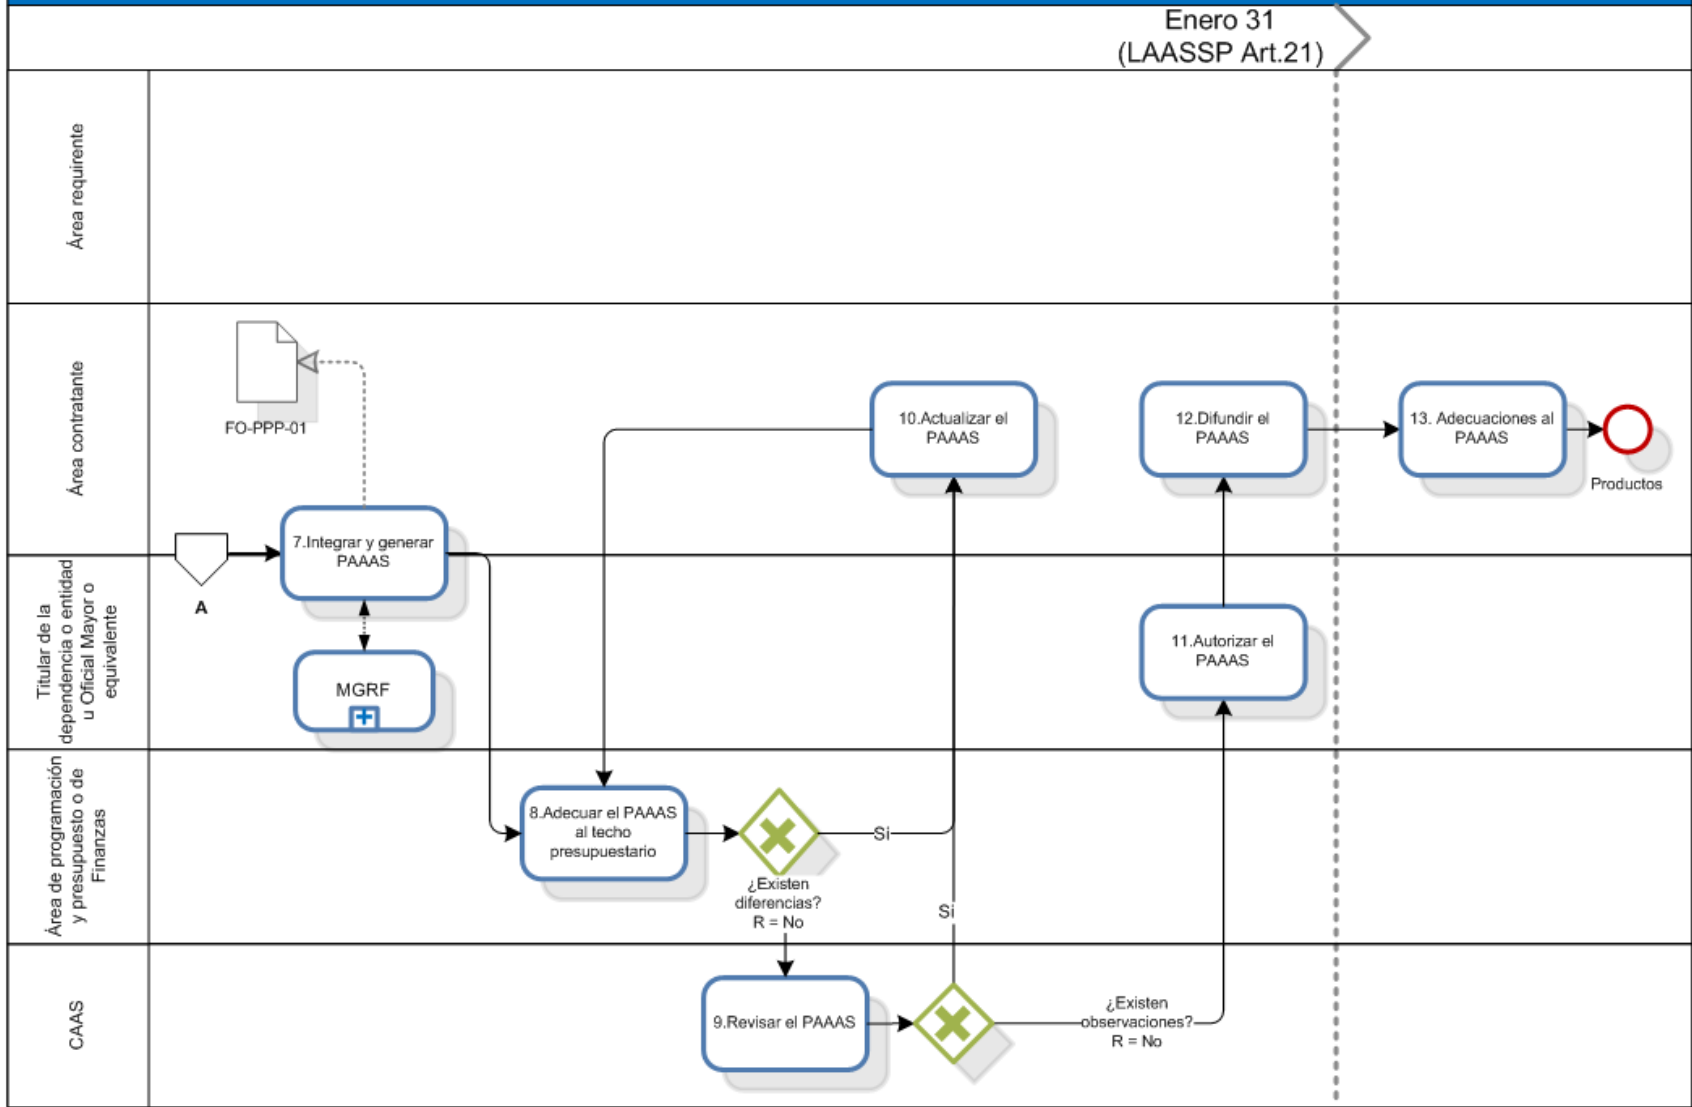 Enero 31
(LAASSP Art.21)
Área requirente
Área contratante
FO-PPP-01
10.Actualizar el
PAAAS
12.Difundir el
PAAAS
13. Adecuaciones al
PAAAS
Productos
7.Integrar y generar
PAAAS
A
Titular de la
dependencia o entidad
u Oficial Mayor o
equivalente
MGRF
11.Autorizar el
PAAAS
Área de programación
y presupuesto o de
Finanzas
8.Adecuar el PAAAS
al techo
presupuestario
Si
¿Existen
diferencias?
R = No
Si
CAAS
9.Revisar el PAAAS
¿Existen
observaciones?
R = No